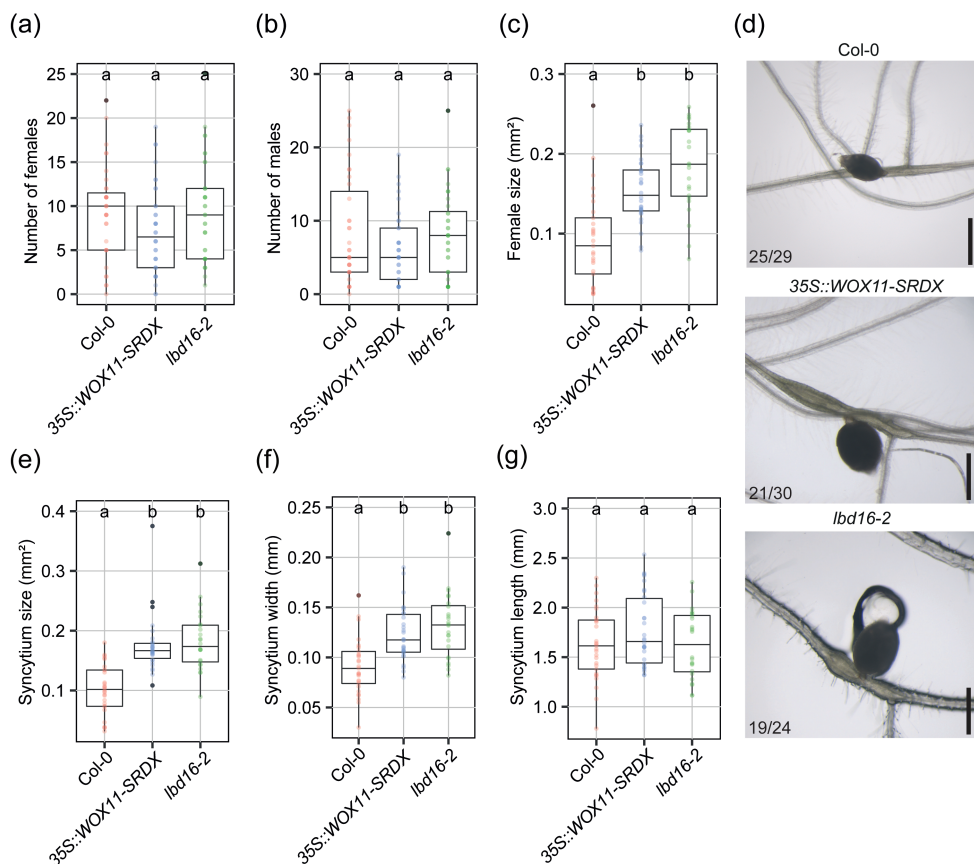 (a)
Number of females
25
20
15
10
5
0
a
a
a
Col-0
35S::WOX11-SRDX
lbd16-2
(b)
Number of males
30
20
10
0
a
a
a
Col-0
35S::WOX11-SRDX
lbd16-2
(c)
Female size (mm²)
0.3
0.2
0.1
a
b
b
Col-0
35S::WOX11-SRDX
lbd16-2
(d)
Col-0
25/29
35S::WOX11-SRDX
21/30
lbd16-2
19/24
(e)
Syncytium size (mm²)
0.4
0.3
0.2
0.1
a
b
b
Col-0
35S::WOX11-SRDX
lbd16-2
(f)
Syncytium width (mm)
0.25
0.20
0.15
0.10
0.05
a
b
b
Col-0
35S::WOX11-SRDX
lbd16-2
(g)
Syncytium length (mm)
3.0
2.5
2.0
1.5
1.0
a
a
a
Col-0
35S::WOX11-SRDX
lbd16-2